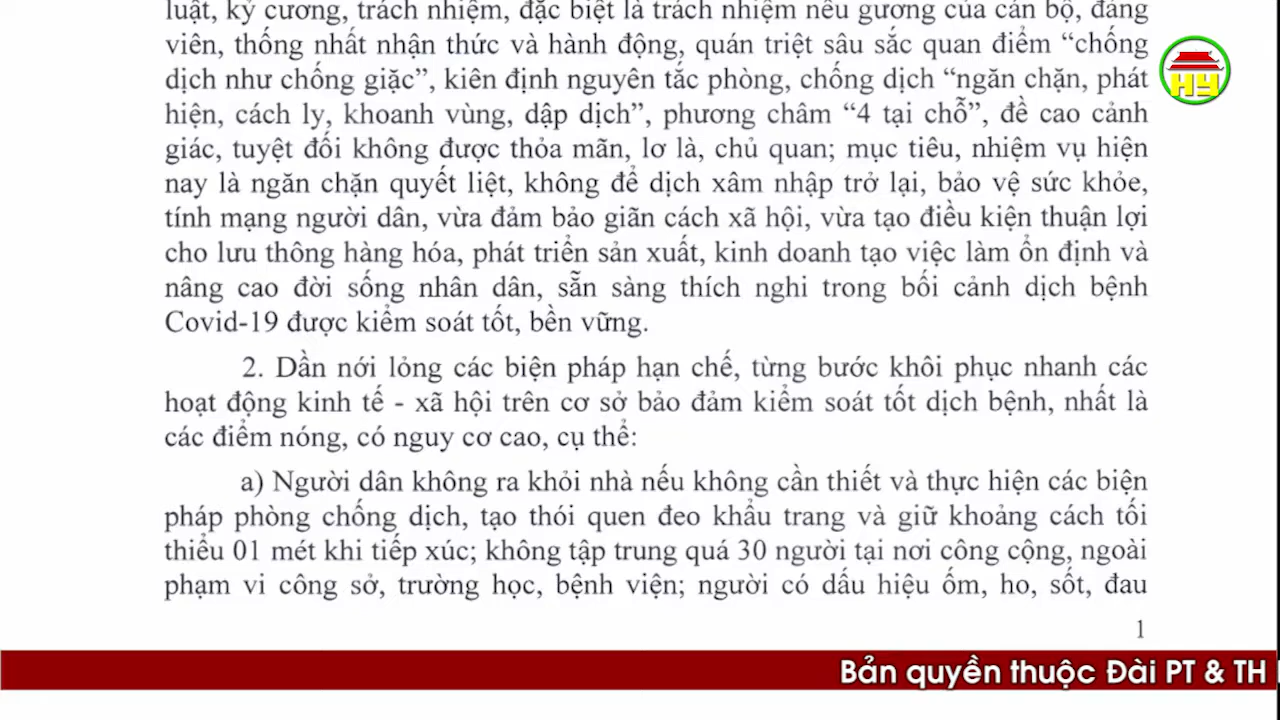 luật, kỷ cương, trách nhiệm, đặc biệt là trách nhiệm nêu gương của cán bộ, đảng
viên, thống nhất nhận thức và hành động, quán triệt sâu sắc quan điểm “chống
dịch như chống giặc”, kiên định nguyên tắc phòng, chống dịch “ngăn chặn, phát
hiện, cách ly, khoanh vùng, dập dịch”, phương châm “4 tại chỗ”, đề cao cảnh
giác, tuyệt đối không được thỏa mãn, lơ là, chủ quan; mục tiêu, nhiệm vụ hiện
nay là ngăn chặn quyết liệt, không để dịch xâm nhập trở lại, bảo vệ sức khỏe,
tính mạng người dân, vừa đảm bảo giãn cách xã hội, vừa tạo điều kiện thuận lợi
cho lưu thông hàng hóa, phát triển sản xuất, kinh doanh tạo việc làm ổn định và
nâng cao đời sống nhân dân, sẵn sàng thích nghi trong bối cảnh dịch bệnh
Covid-19 được kiểm soát tốt, bền vững.
2. Dần nới lỏng các biện pháp hạn chế, từng bước khôi phục nhanh các
hoạt động kinh tế - xã hội trên cơ sở bảo đảm kiểm soát tốt dịch bệnh, nhất là
các điểm nóng, có nguy cơ cao, cụ thể:
a) Người dân không ra khỏi nhà nếu không cần thiết và thực hiện các biện
pháp phòng chống dịch, tạo thói quen đeo khẩu trang và giữ khoảng cách tối
thiểu 01 mét khi tiếp xúc; không tập trung quá 30 người tại nơi công cộng, ngoài
phạm vi công sở, trường học, bệnh viện; người có dấu hiệu ốm, ho, sốt, đau
1
HY
Bản quyền thuộc Đài PT & TH